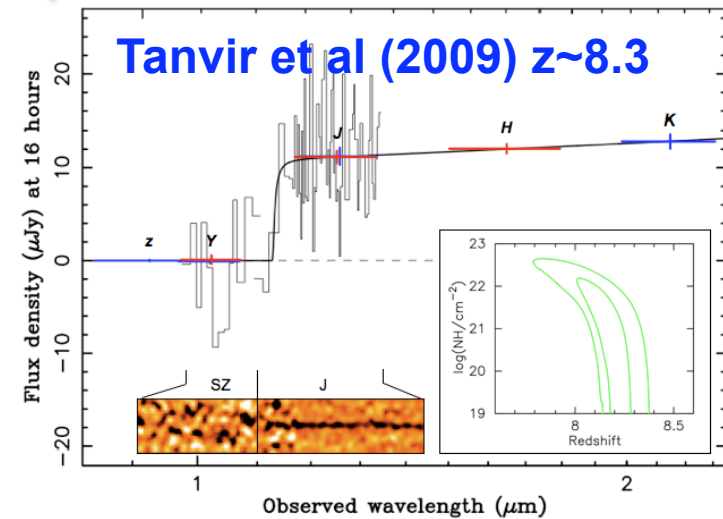 Tanvir et al (2009) z~8.3
Flux density (μJy) at 16 hours
20
10
0
−10
−20
z
Y
J
H
K
SZ
J
log(NH/cm⁻²)
23
22
21
20
19
8
8.5
Redshift
1
2
Observed wavelength (μm)